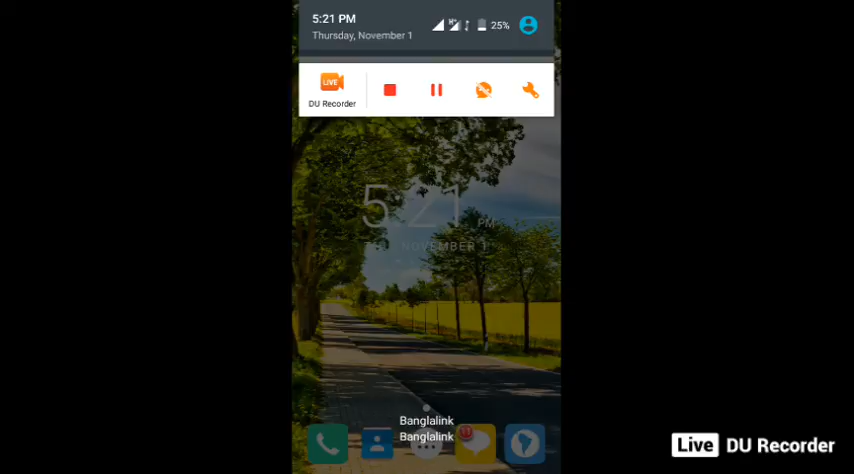 5:21 PM
25%
Thursday, November 1
LIVE
DU Recorder
5:21 PM
THU, NOVEMBER 1
Banglalink
Banglalink
Live DU Recorder